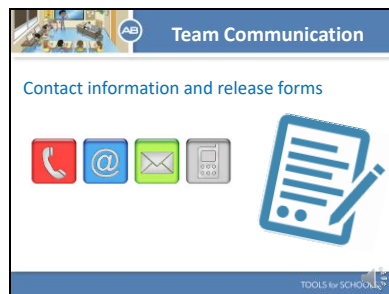 AB
Team Communication
Contact information and release forms
@
TOOLS for SCHOOLS